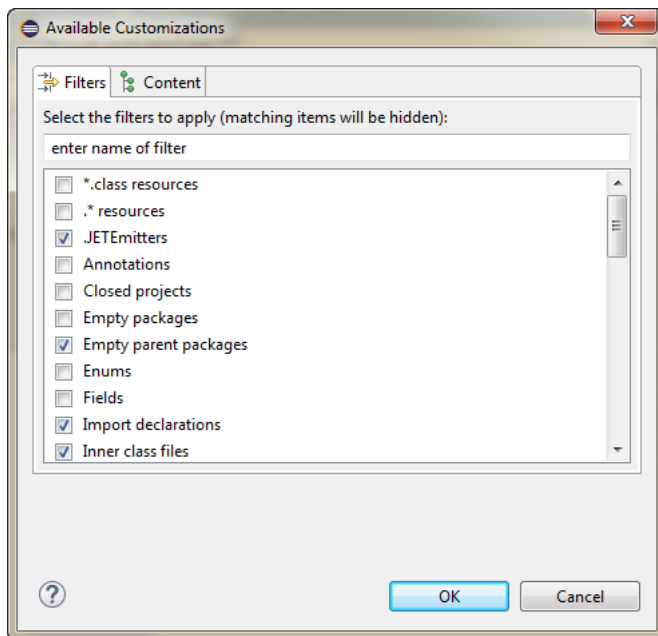 Available Customizations
Filters
Content
Select the filters to apply (matching items will be hidden):
enter name of filter
*.class resources
.* resources
.JETEmitters
Annotations
Closed projects
Empty packages
Empty parent packages
Enums
Fields
Import declarations
Inner class files
?
OK
Cancel